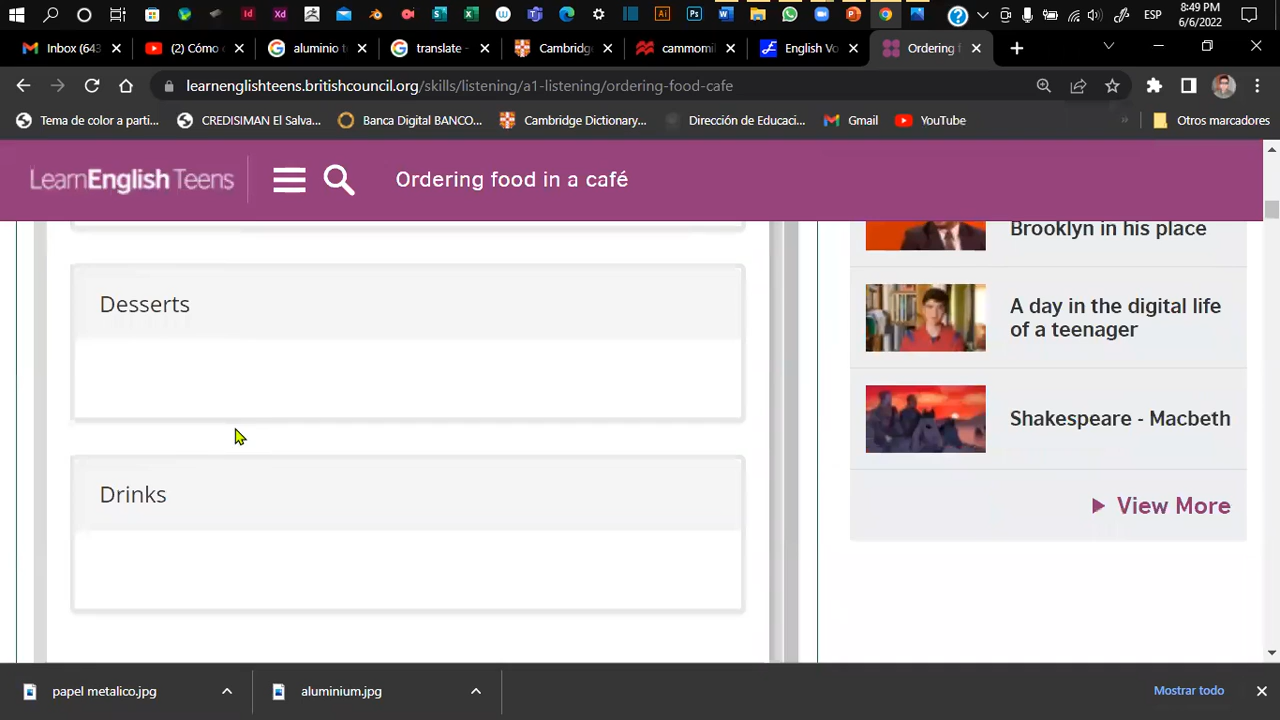 8:49 PM
ESP
6/6/2022
Inbox (643
(2) Cómo
aluminio t
translate -
Cambridg
cammomi
English Vo
Ordering f
learnenglishteens.britishcouncil.org/skills/listening/a1-listening/ordering-food-cafe
Tema de color a parti...
CREDISIMAN El Salva...
Banca Digital BANCO...
Cambridge Dictionary...
Dirección de Educaci...
Gmail
YouTube
Otros marcadores
LearnEnglish Teens
Ordering food in a café
Brooklyn in his place
Desserts
A day in the digital life
of a teenager
Shakespeare - Macbeth
Drinks
View More
papel metalico.jpg
aluminium.jpg
Mostrar todo